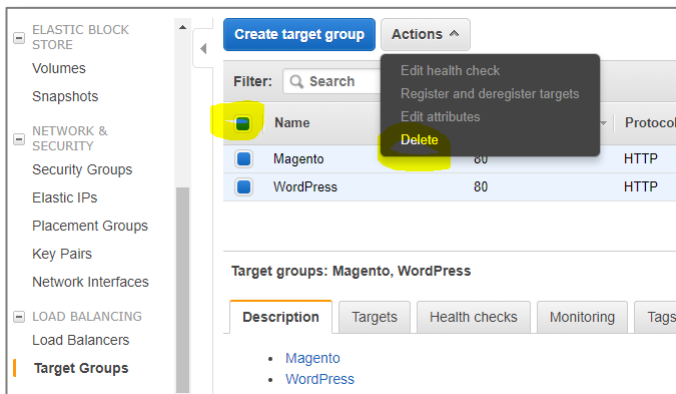 ELASTIC BLOCK
STORE
Volumes
Snapshots
NETWORK &
SECURITY
Security Groups
Elastic IPs
Placement Groups
Key Pairs
Network Interfaces
LOAD BALANCING
Load Balancers
Target Groups
Create target group
Actions
Edit health check
Register and deregister targets
Edit attributes
Delete
Filter: Search
Name Protocol
Magento 80 HTTP
WordPress 80 HTTP
Target groups: Magento, WordPress
Description Targets Health checks Monitoring Tags
• Magento
• WordPress